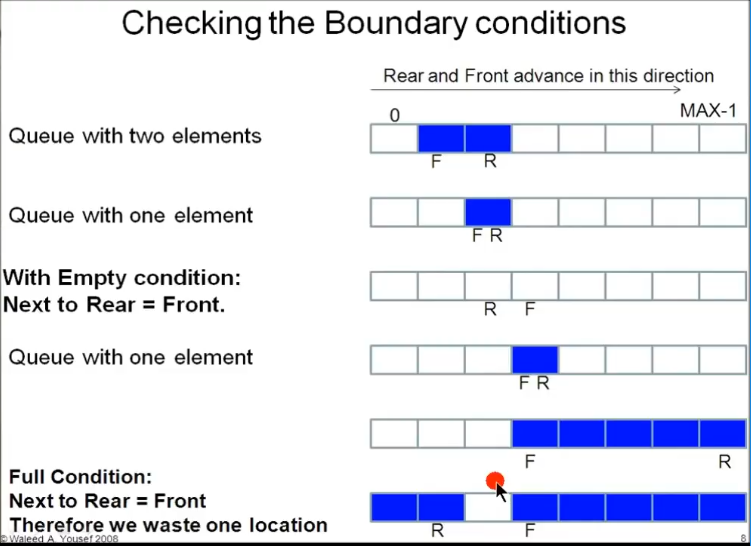 Checking the Boundary conditions
Rear and Front advance in this direction
0
MAX-1
Queue with two elements
F R
Queue with one element
F R
With Empty condition:
Next to Rear = Front.
R F
Queue with one element
F R
F R
Full Condition:
Next to Rear = Front
Therefore we waste one location
R F
© Waleed A. Yousef 2008
8